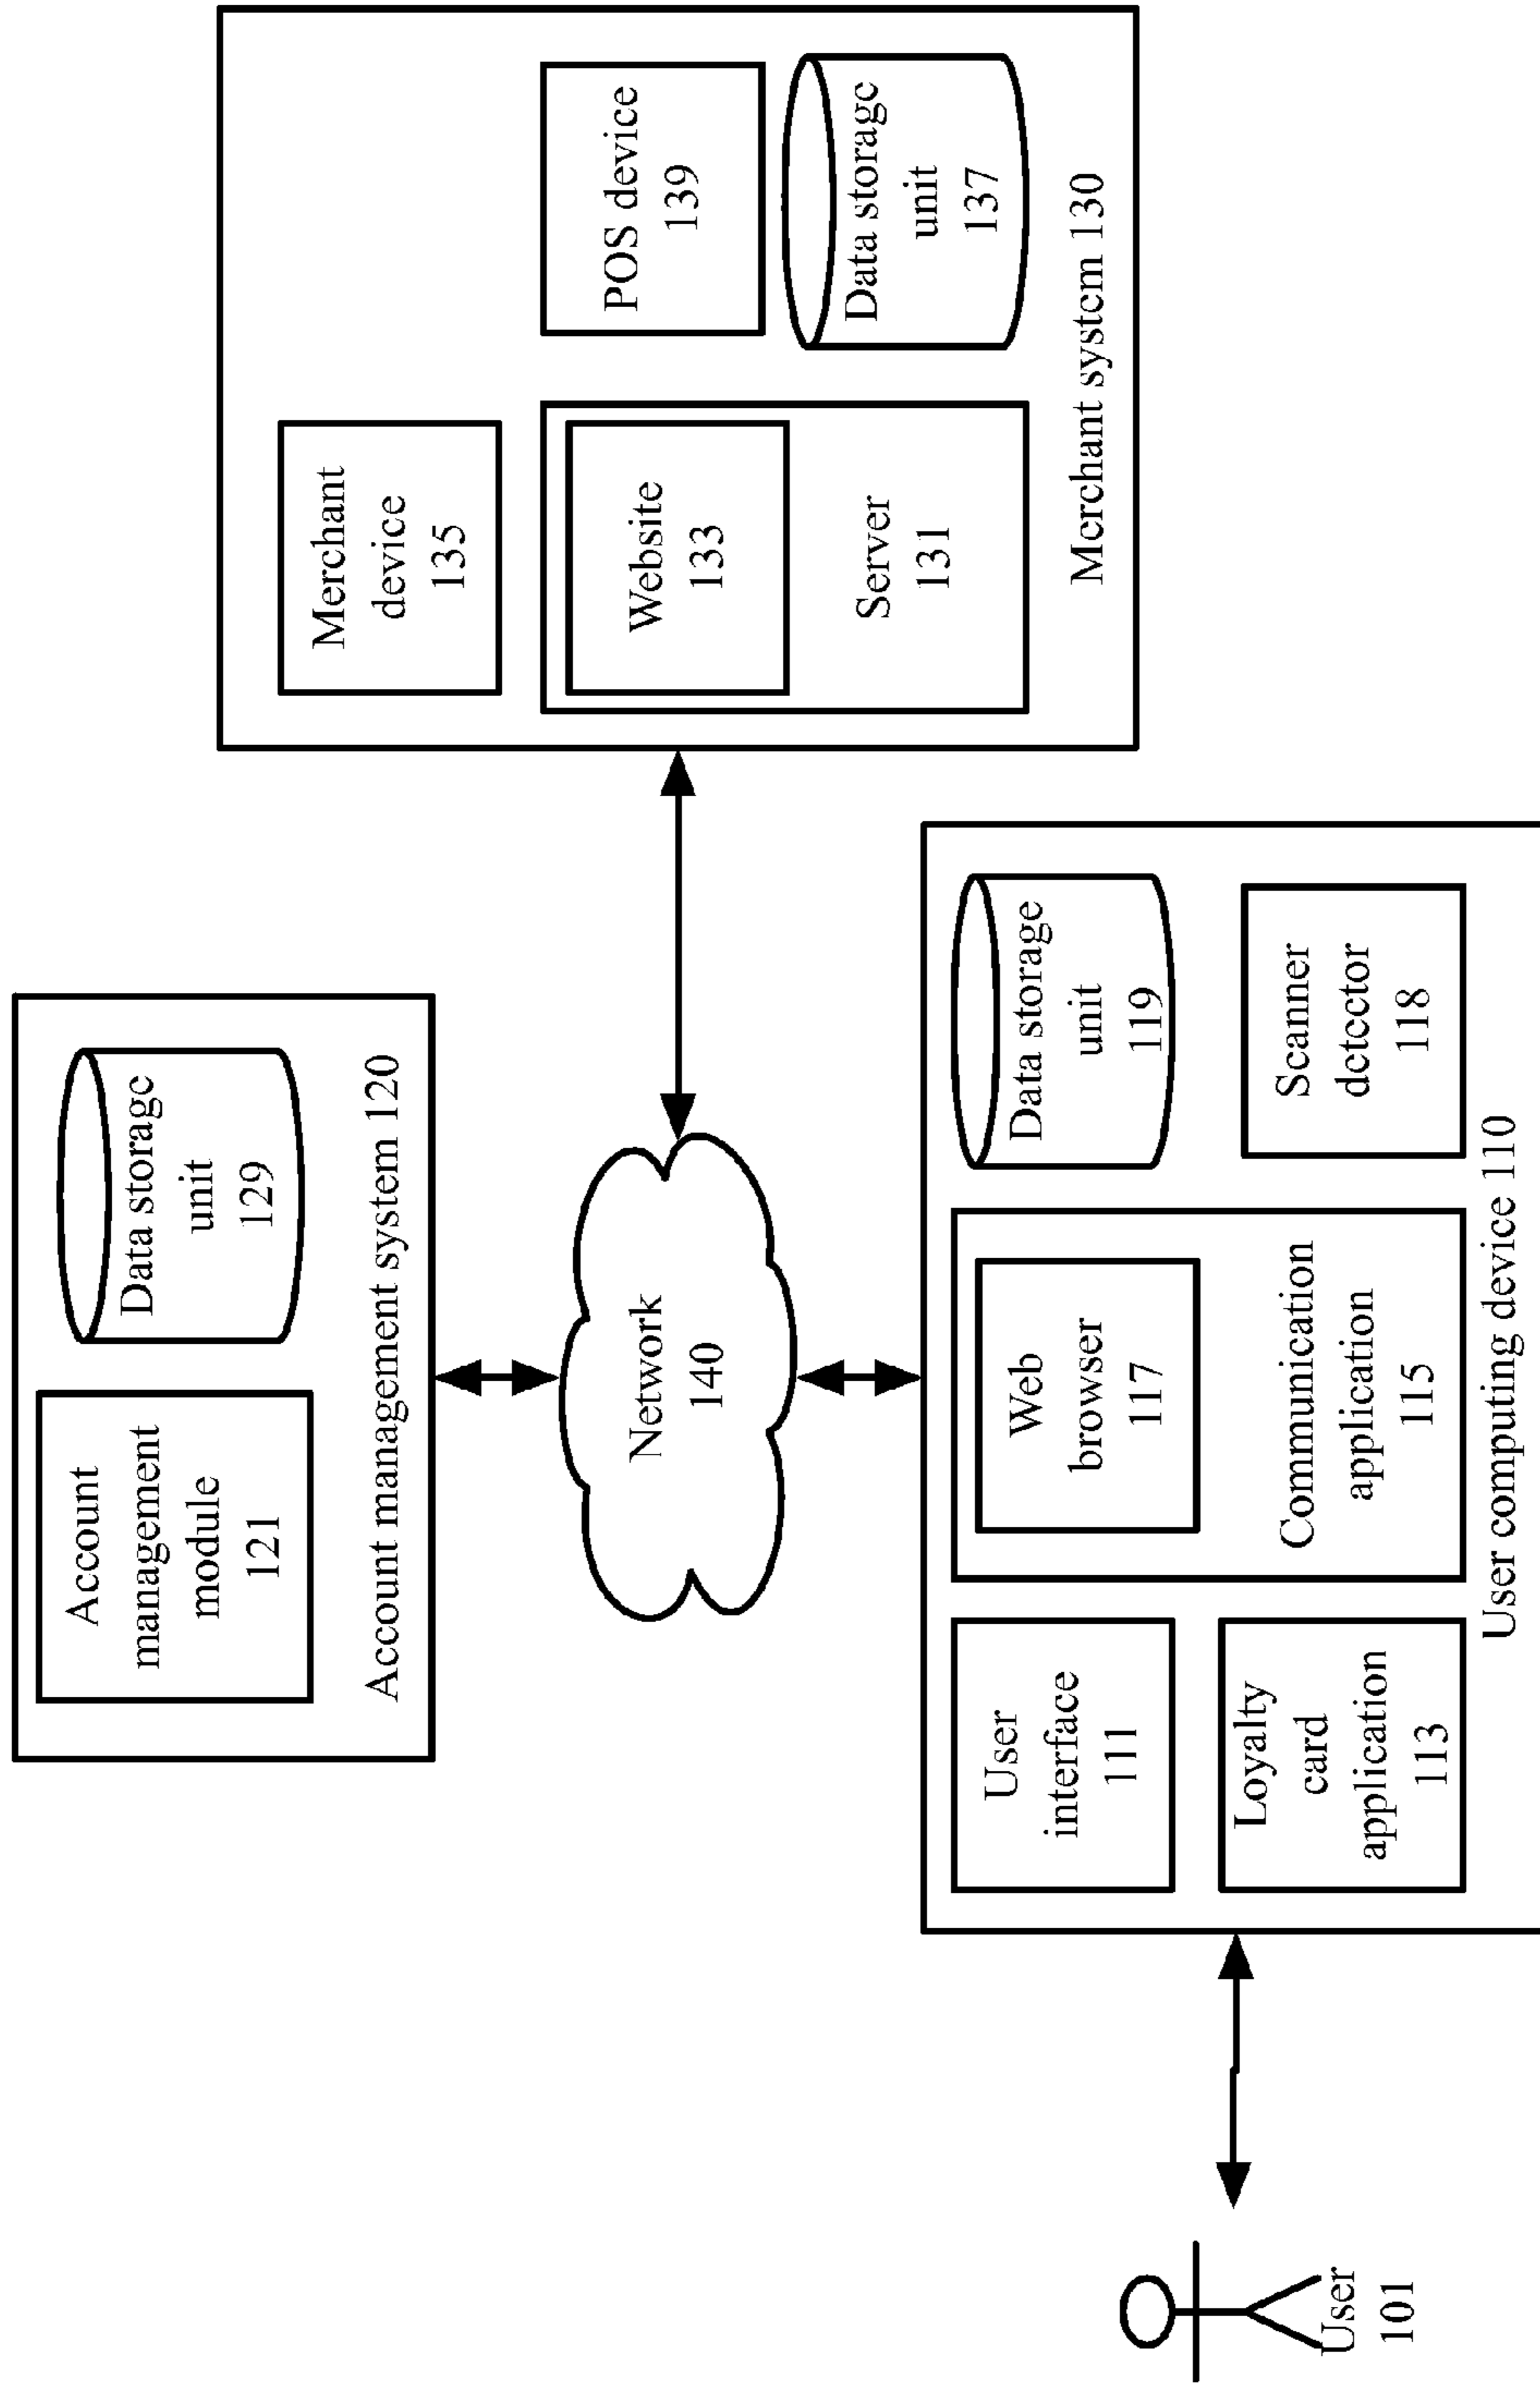 Account
management
module
121
Data storage
unit
129
Account management system 120
Network
140
Merchant
device
135
POS device
139
Website
133
Server
131
Data storage
unit
137
Merchant system 130
User
interface
111
Loyalty
card
application
113
Web
browser
117
Communication
application
115
Data storage
unit
119
Scanner
detector
118
User computing device 110
User
101